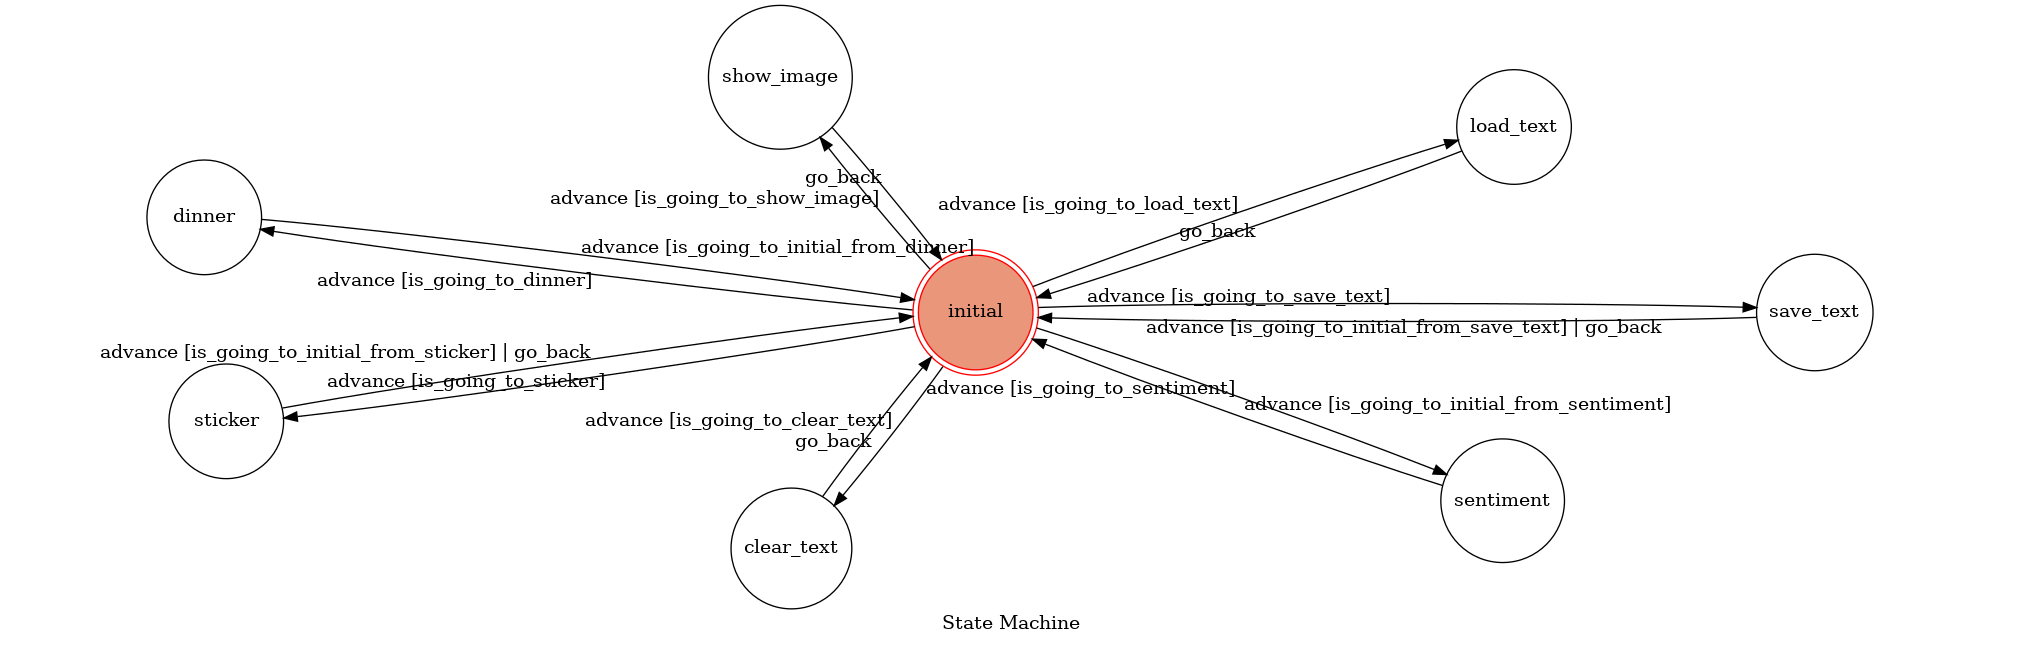 show_image
load_text
go_back
advance [is_going_to_show_image]
advance [is_going_to_load_text]
dinner
go_back
advance [is_going_to_initial_from_dinner]
advance [is_going_to_dinner]
advance [is_going_to_save_text]
initial
save_text
advance [is_going_to_initial_from_save_text] | go_back
advance [is_going_to_initial_from_sticker] | go_back
advance [is_going_to_sticker]
advance [is_going_to_sentiment]
advance [is_going_to_initial_from_sentiment]
sticker
advance [is_going_to_clear_text]
go_back
sentiment
clear_text
State Machine